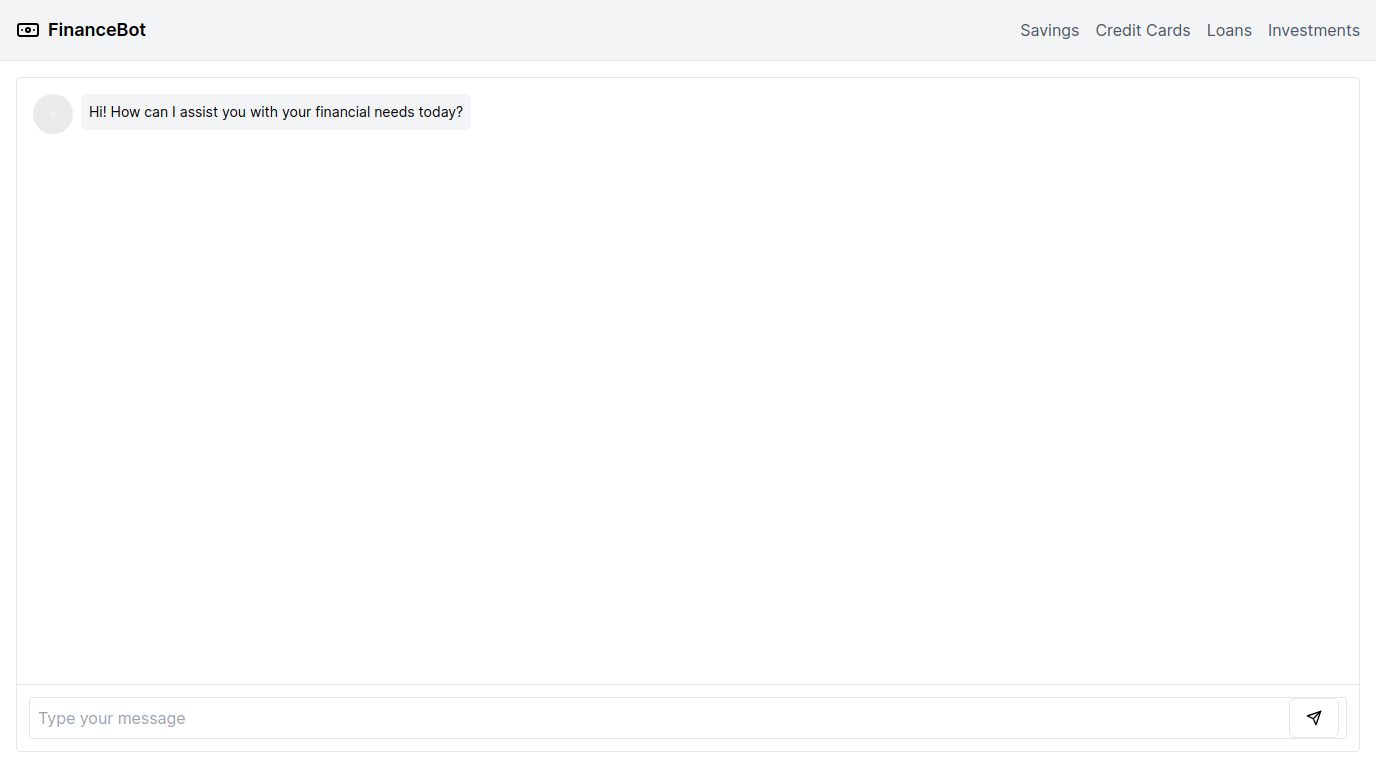 FinanceBot
Savings Credit Cards Loans Investments
Hi! How can I assist you with your financial needs today?
Type your message